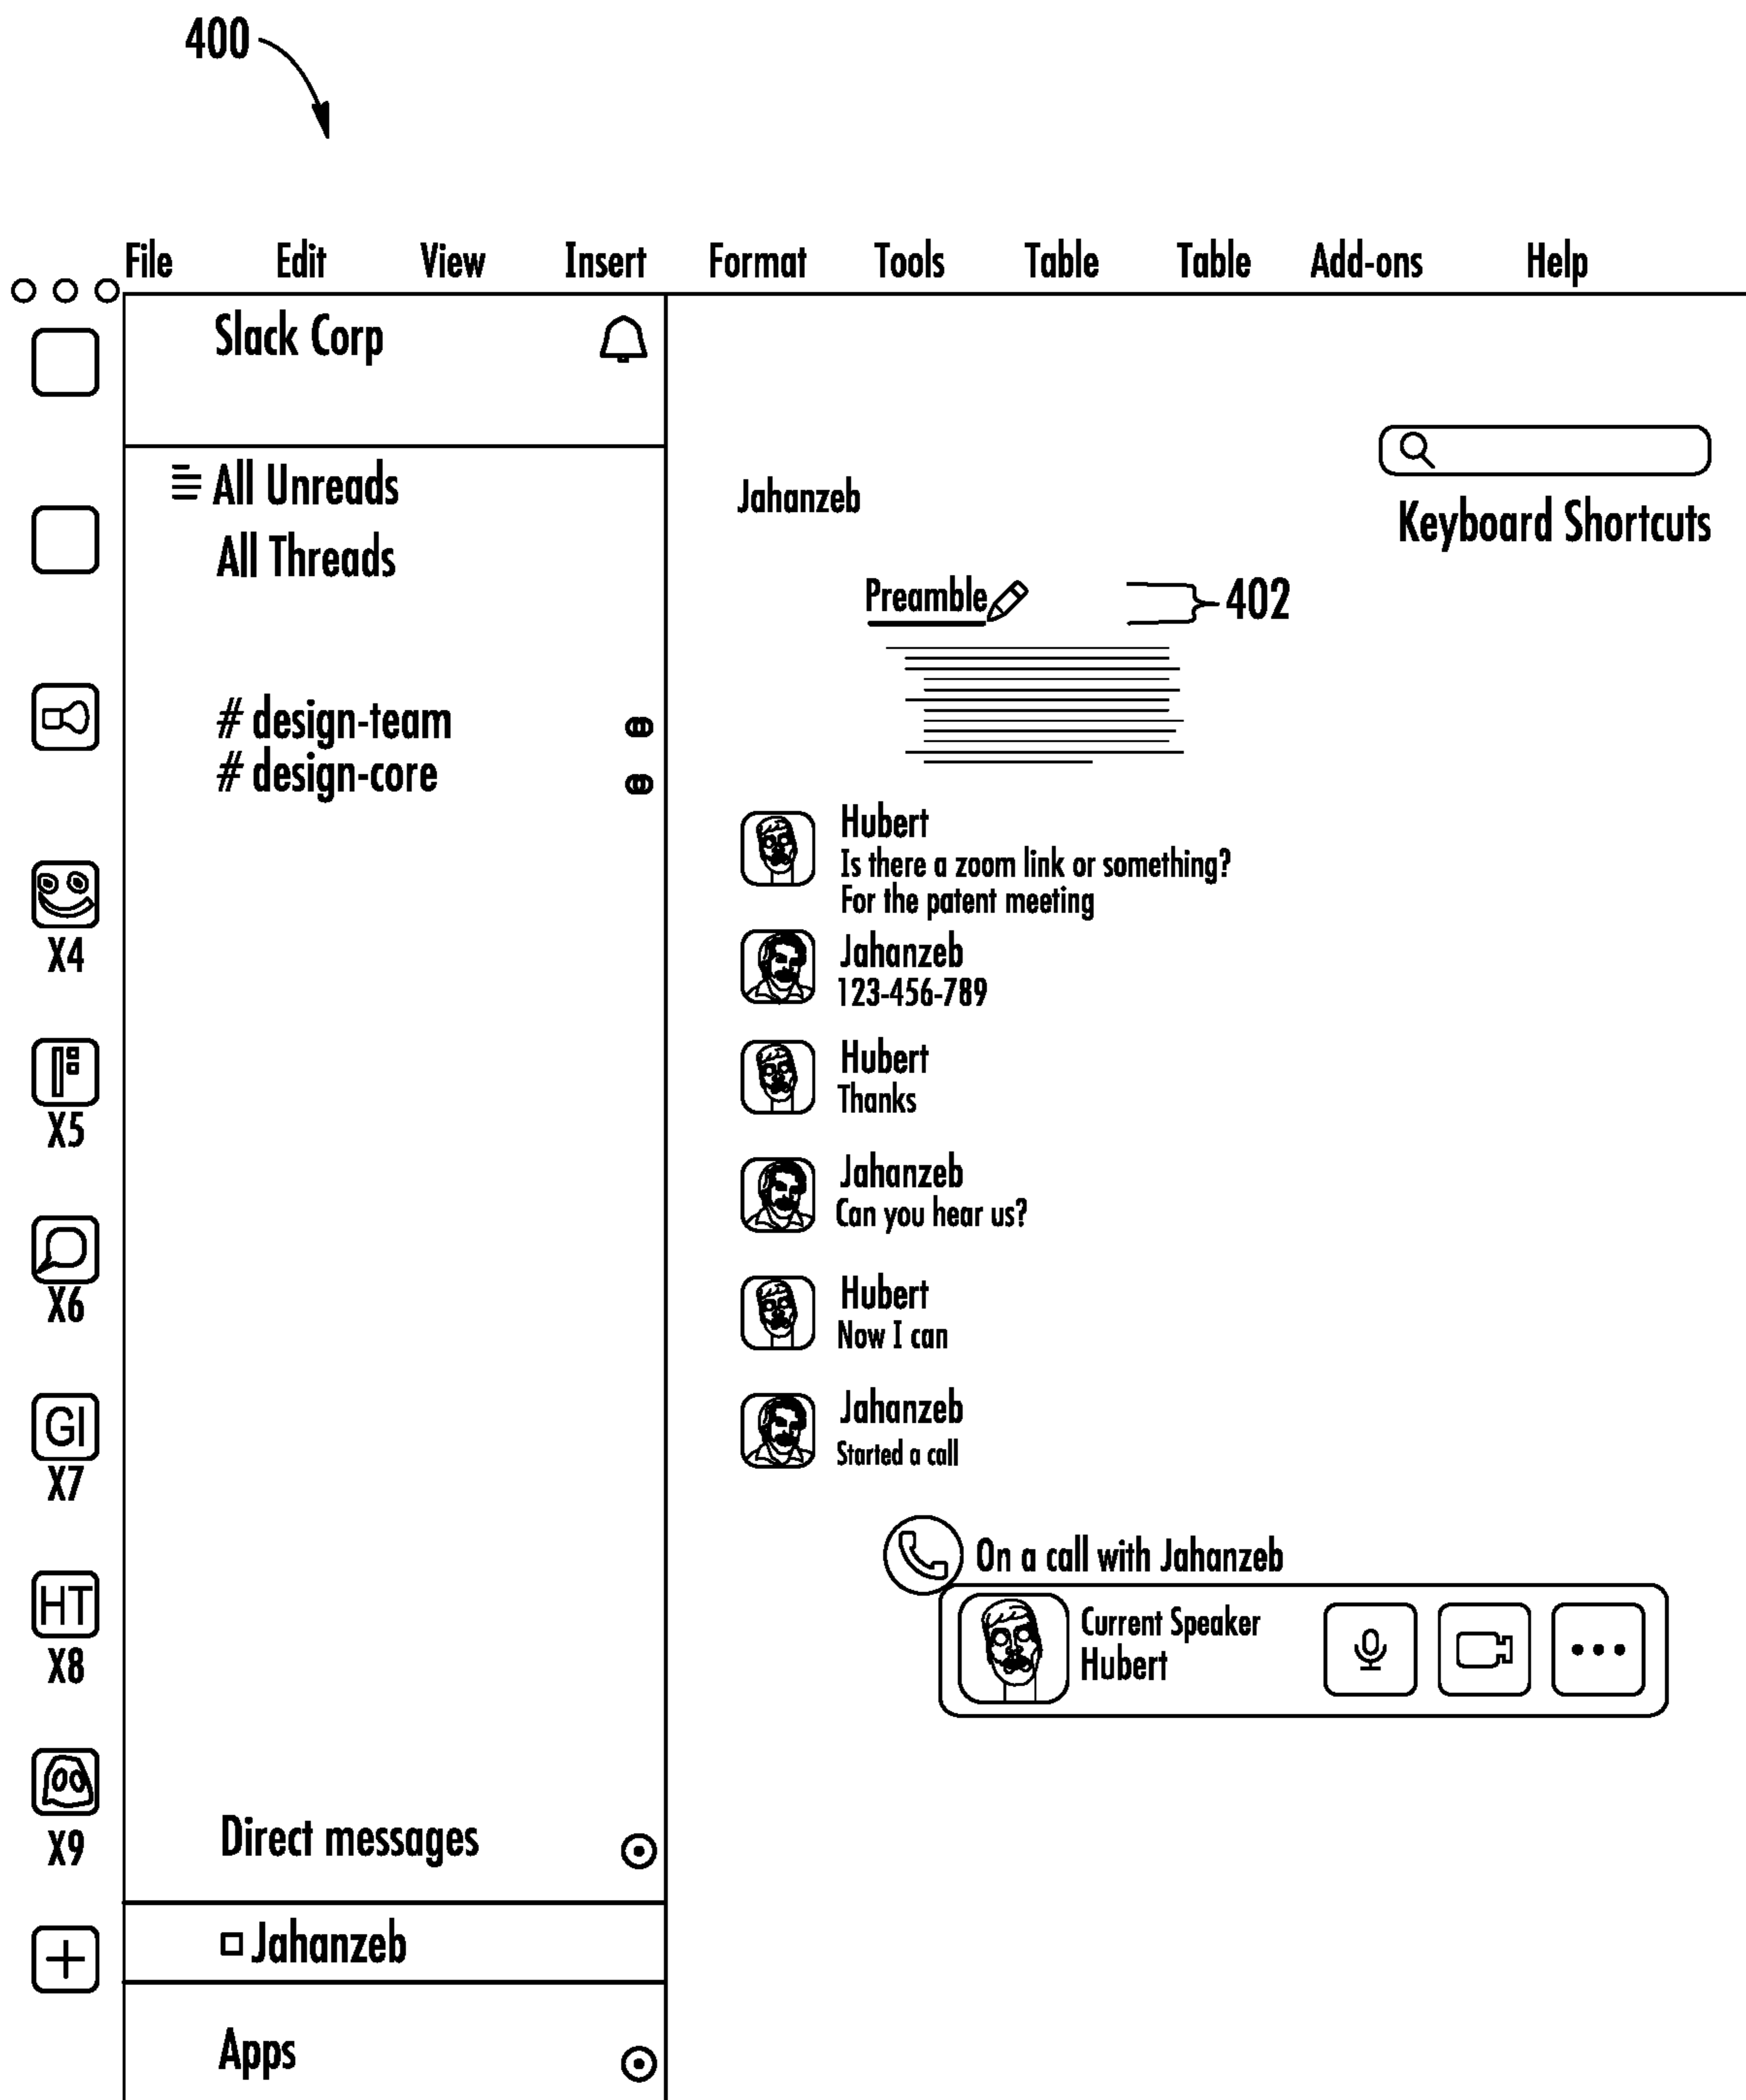 400
File Edit View Insert Format Tools Table Table Add-ons Help
Slack Corp
All Unreads
All Threads
# design-team
# design-core
X4
X5
X6
GI
X7
HT
X8
X9
Direct messages
Jahanzeb
Apps
Keyboard Shortcuts
Jahanzeb
Preamble
402
Hubert
Is there a zoom link or something?
For the patent meeting
Jahanzeb
123-456-789
Hubert
Thanks
Jahanzeb
Can you hear us?
Hubert
Now I can
Jahanzeb
Started a call
On a call with Jahanzeb
Current Speaker
Hubert